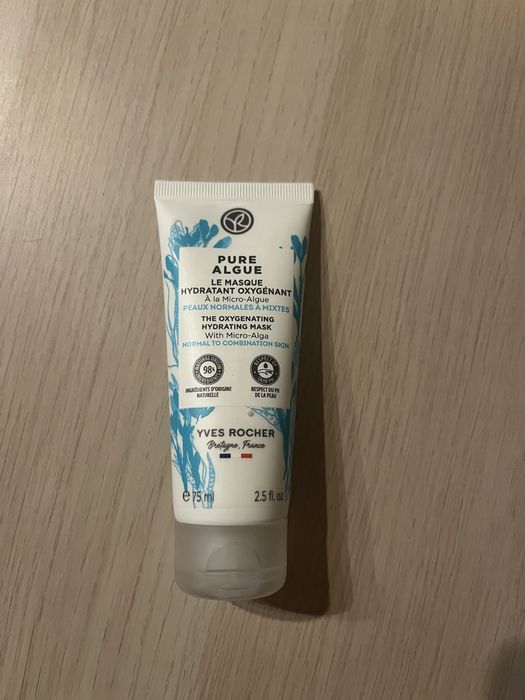 YR
PURE
ALGUE
LE MASQUE
HYDRATANT OXYGÉNANT
À la Micro-Algue
PEAUX NORMALES À MIXTES
THE OXYGENATING
HYDRATING MASK
With Micro-Alga
NORMAL TO COMBINATION SKIN
98%
INGRÉDIENTS D'ORIGINE
NATURELLE
RESPECT DU PH
DE LA PEAU
YVES ROCHER
Bretagne, France
e 75 ml
2.5 fl. oz